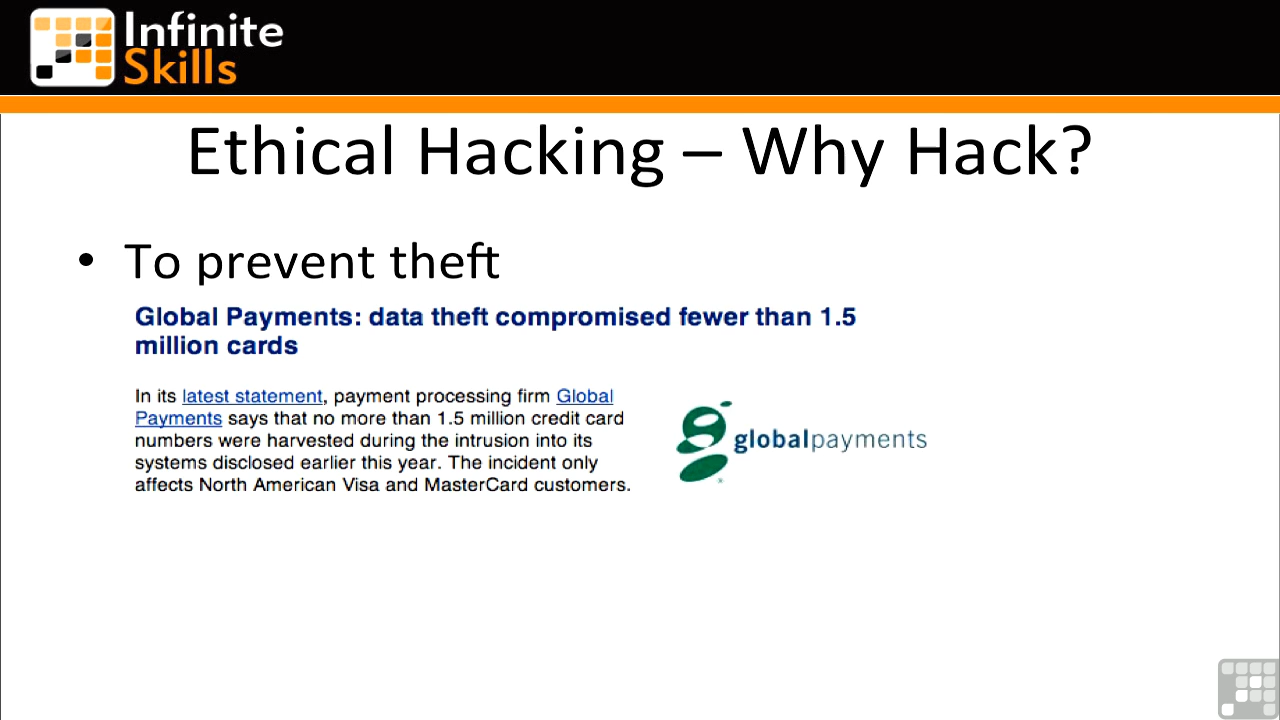 Infinite
Skills
Ethical Hacking – Why Hack?
• To prevent theft
Global Payments: data theft compromised fewer than 1.5
million cards
In its latest statement, payment processing firm Global
Payments says that no more than 1.5 million credit card
numbers were harvested during the intrusion into its
systems disclosed earlier this year. The incident only
affects North American Visa and MasterCard customers.
globalpayments